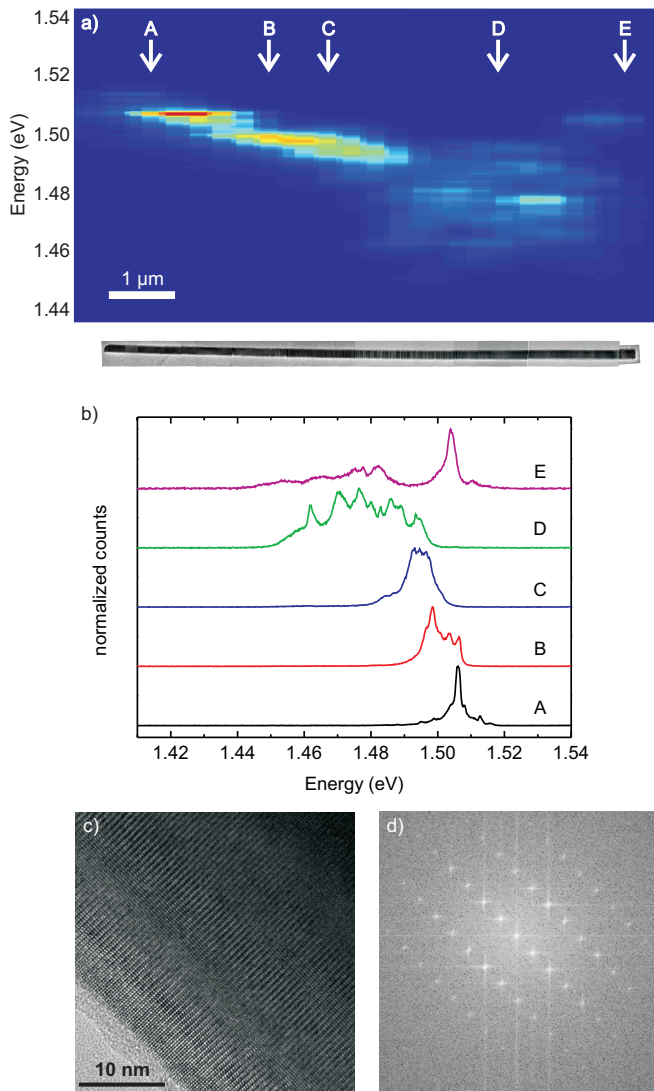 a)
A B C D E
1.54
1.52
1.50
1.48
1.46
1.44
Energy (eV)
1 µm
b)
normalized counts
E
D
C
B
A
1.42 1.44 1.46 1.48 1.50 1.52 1.54
Energy (eV)
c)
10 nm
d)